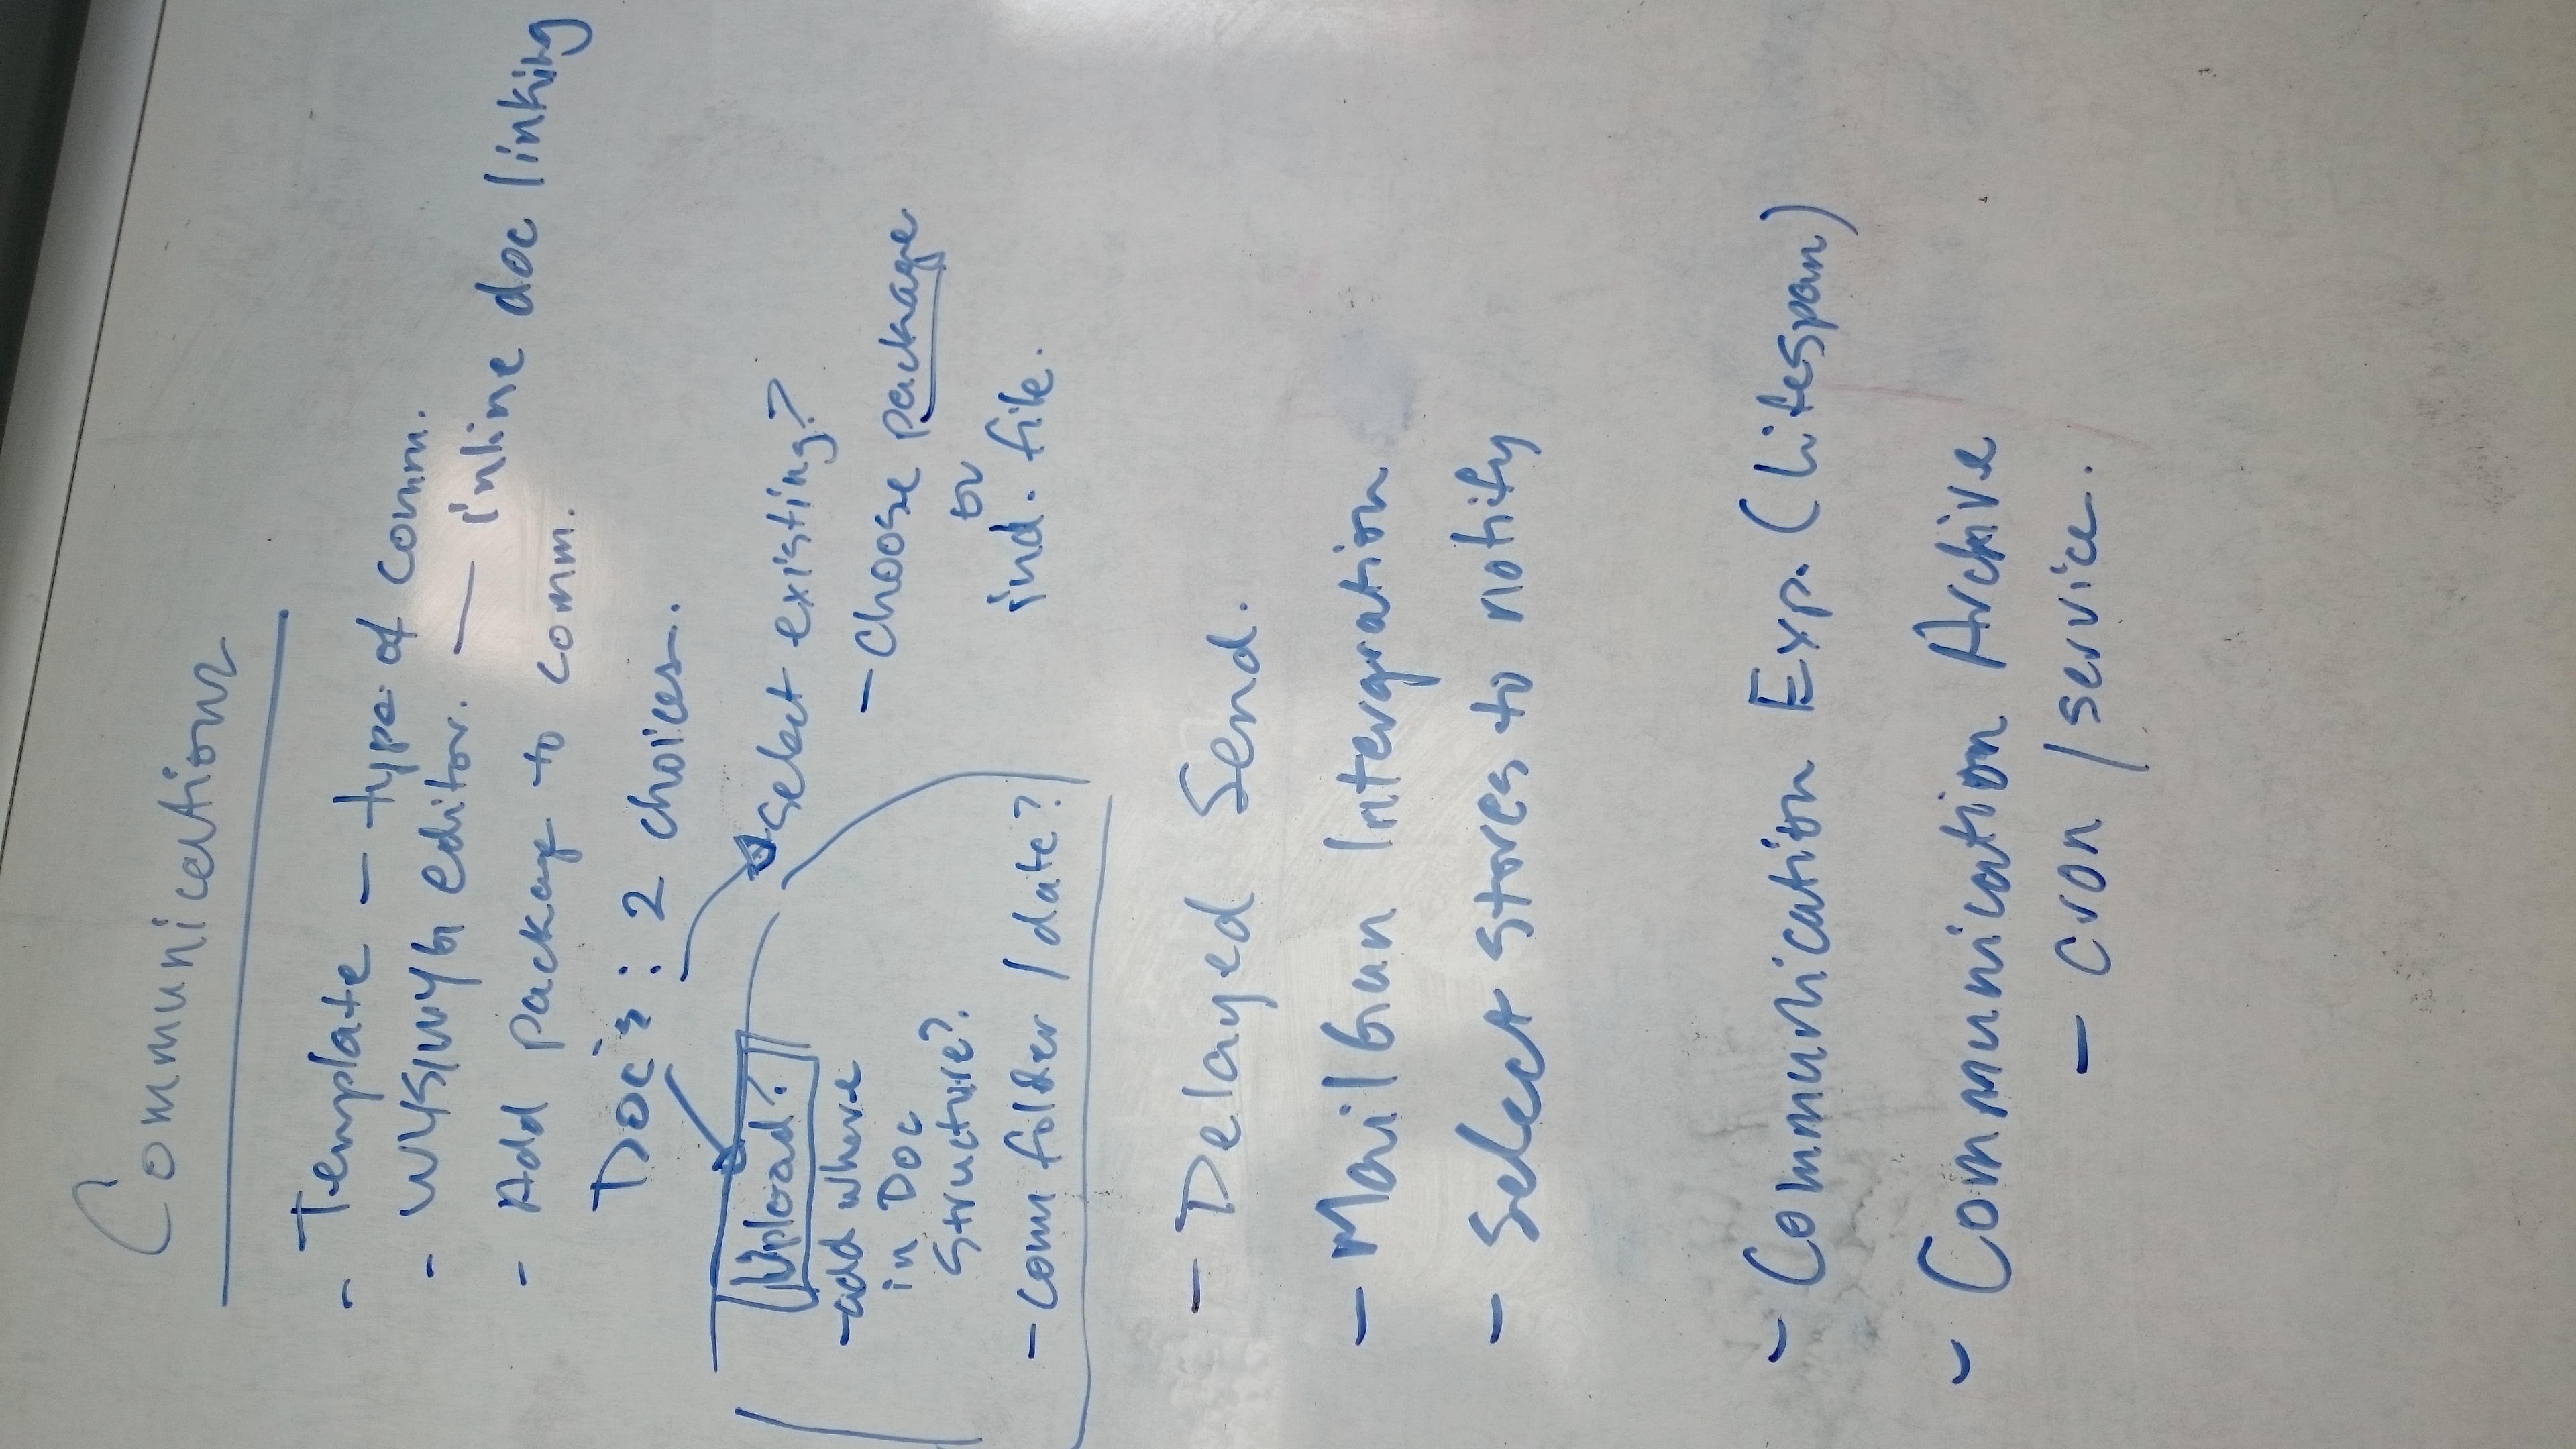 Communications
- Template - type of comm.
- WYSIWYG editor. — inline doc linking
- Add package to comm.
Doc's : 2 choices.
Upload?
- add where
in Doc
Structure?
- comm folder / date?
Select existing?
- Choose package
or
ind. file.
- Delayed Send.
- MailGun Intergration
- Select stores to notify
- Communication Exp. (Lifespan)
- Communication Archive
- cron / service.